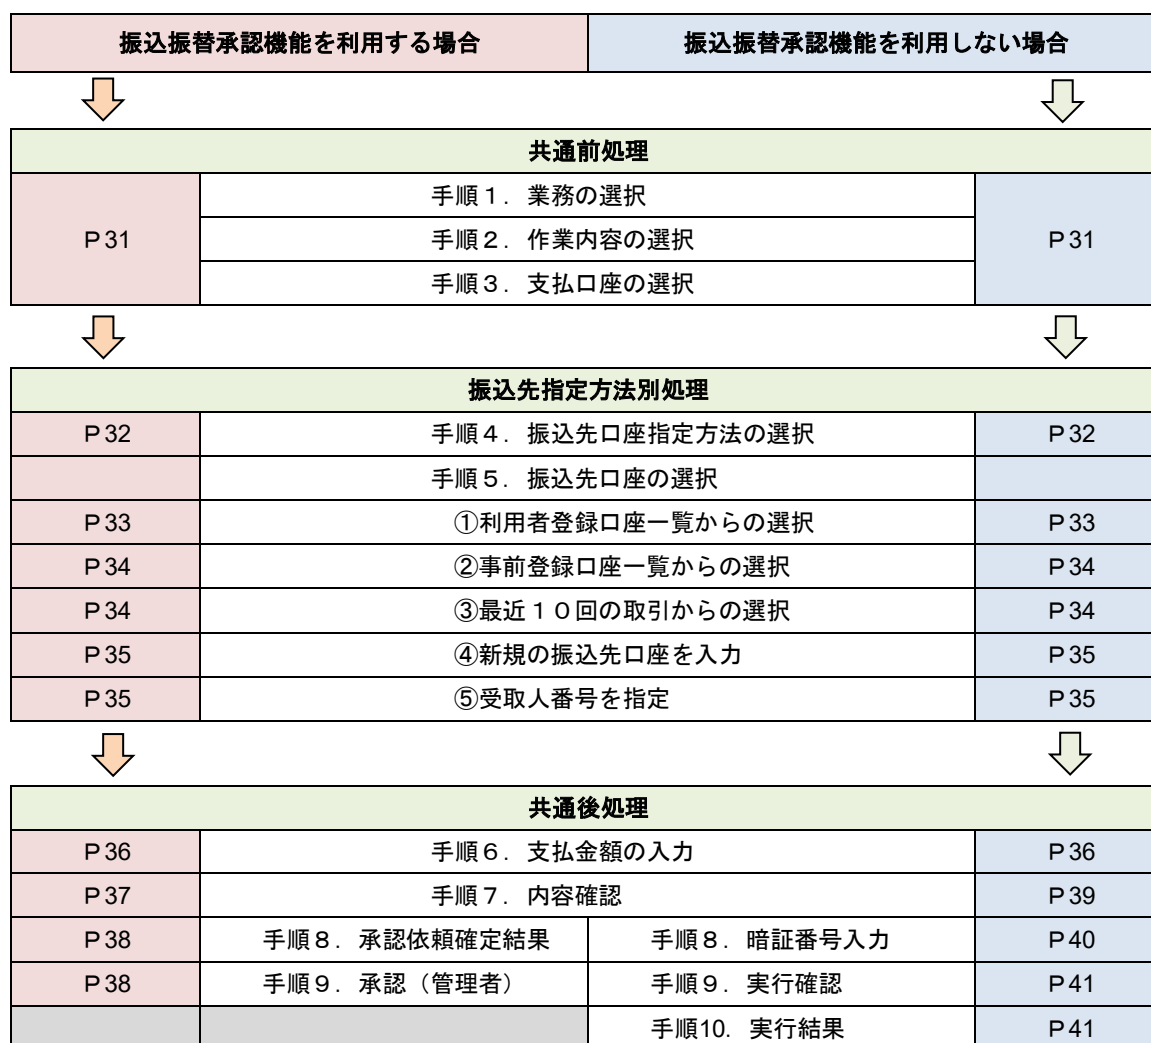 振込振替承認機能を利用する場合 振込振替承認機能を利用しない場合
共通前処理
P31 手順１．業務の選択 P31
手順２．作業内容の選択
手順３．支払口座の選択
振込先指定方法別処理
P32 手順４．振込先口座指定方法の選択 P32
手順５．振込先口座の選択
P33 ①利用者登録口座一覧からの選択 P33
P34 ②事前登録口座一覧からの選択 P34
P34 ③最近１０回の取引からの選択 P34
P35 ④新規の振込先口座を入力 P35
P35 ⑤受取人番号を指定 P35
共通後処理
P36 手順６．支払金額の入力 P36
P37 手順７．内容確認 P39
P38 手順８．承認依頼確定結果 手順８．暗証番号入力 P40
P38 手順９．承認（管理者） 手順９．実行確認 P41
手順10．実行結果 P41